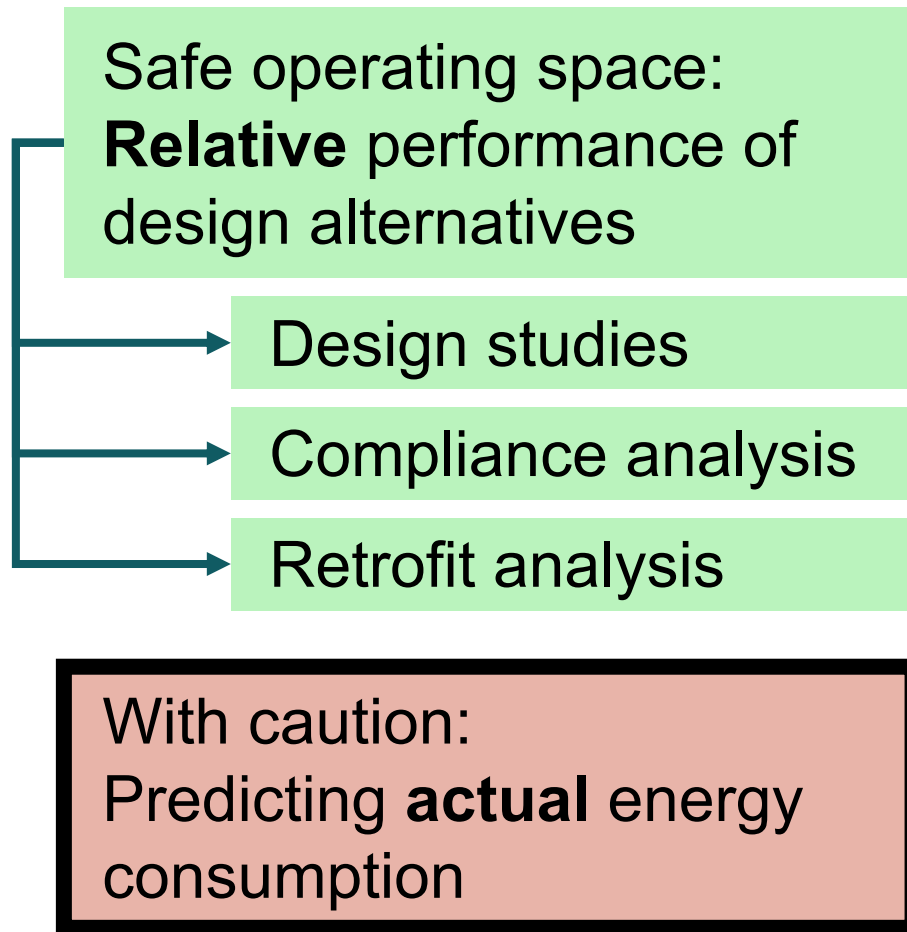 Safe operating space:
Relative performance of
design alternatives
Design studies
Compliance analysis
Retrofit analysis
With caution:
Predicting actual energy
consumption